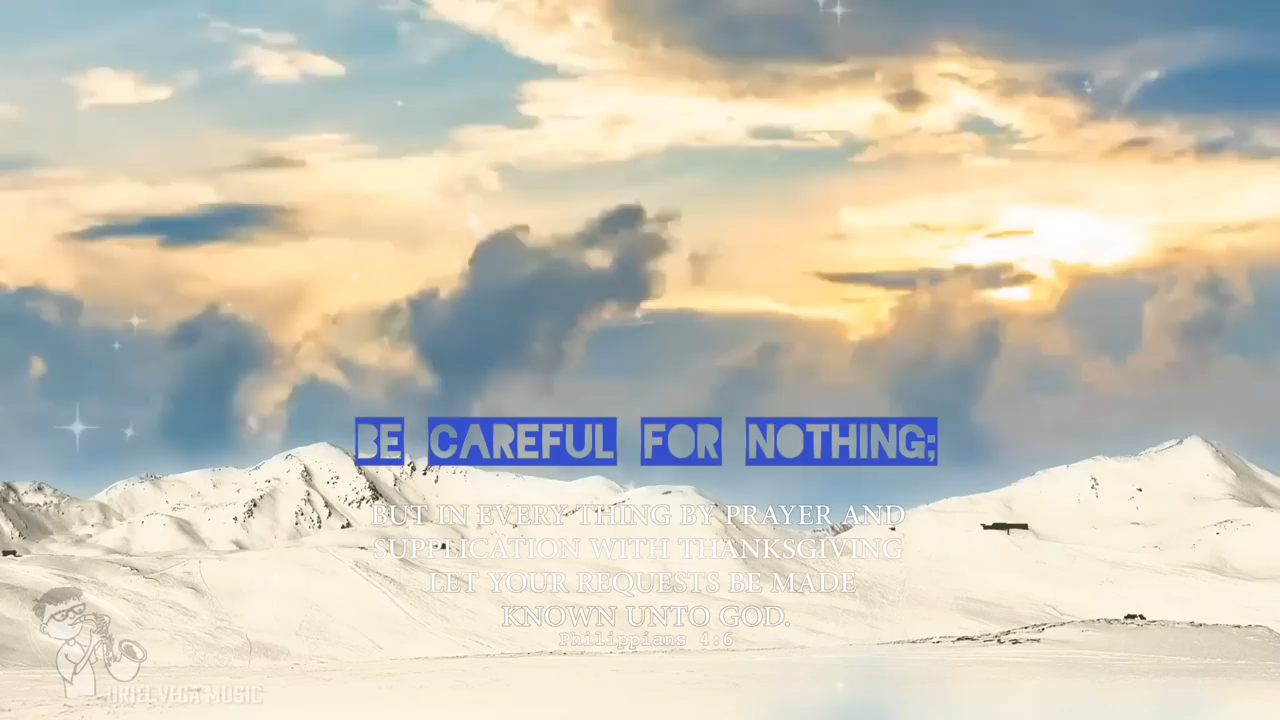 BE CAREFUL FOR NOTHING;
BUT IN EVERY THING BY PRAYER AND
SUPPLICATION WITH THANKSGIVING
LET YOUR REQUESTS BE MADE
KNOWN UNTO GOD.
Philippians 4:6
URIEL VEGA MUSIC